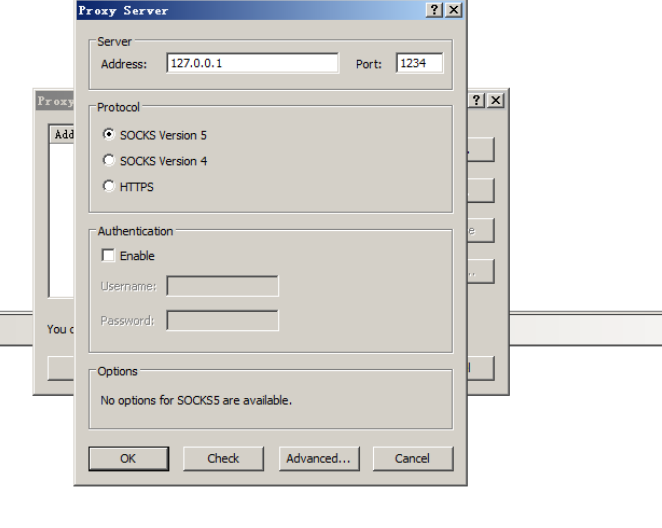 Proxy Server
Server
Address: 127.0.0.1 Port: 1234
Protocol
SOCKS Version 5
SOCKS Version 4
HTTPS
Authentication
Enable
Username:
Password:
Options
No options for SOCKS5 are available.
OK Check Advanced... Cancel
Proxy
Add
You